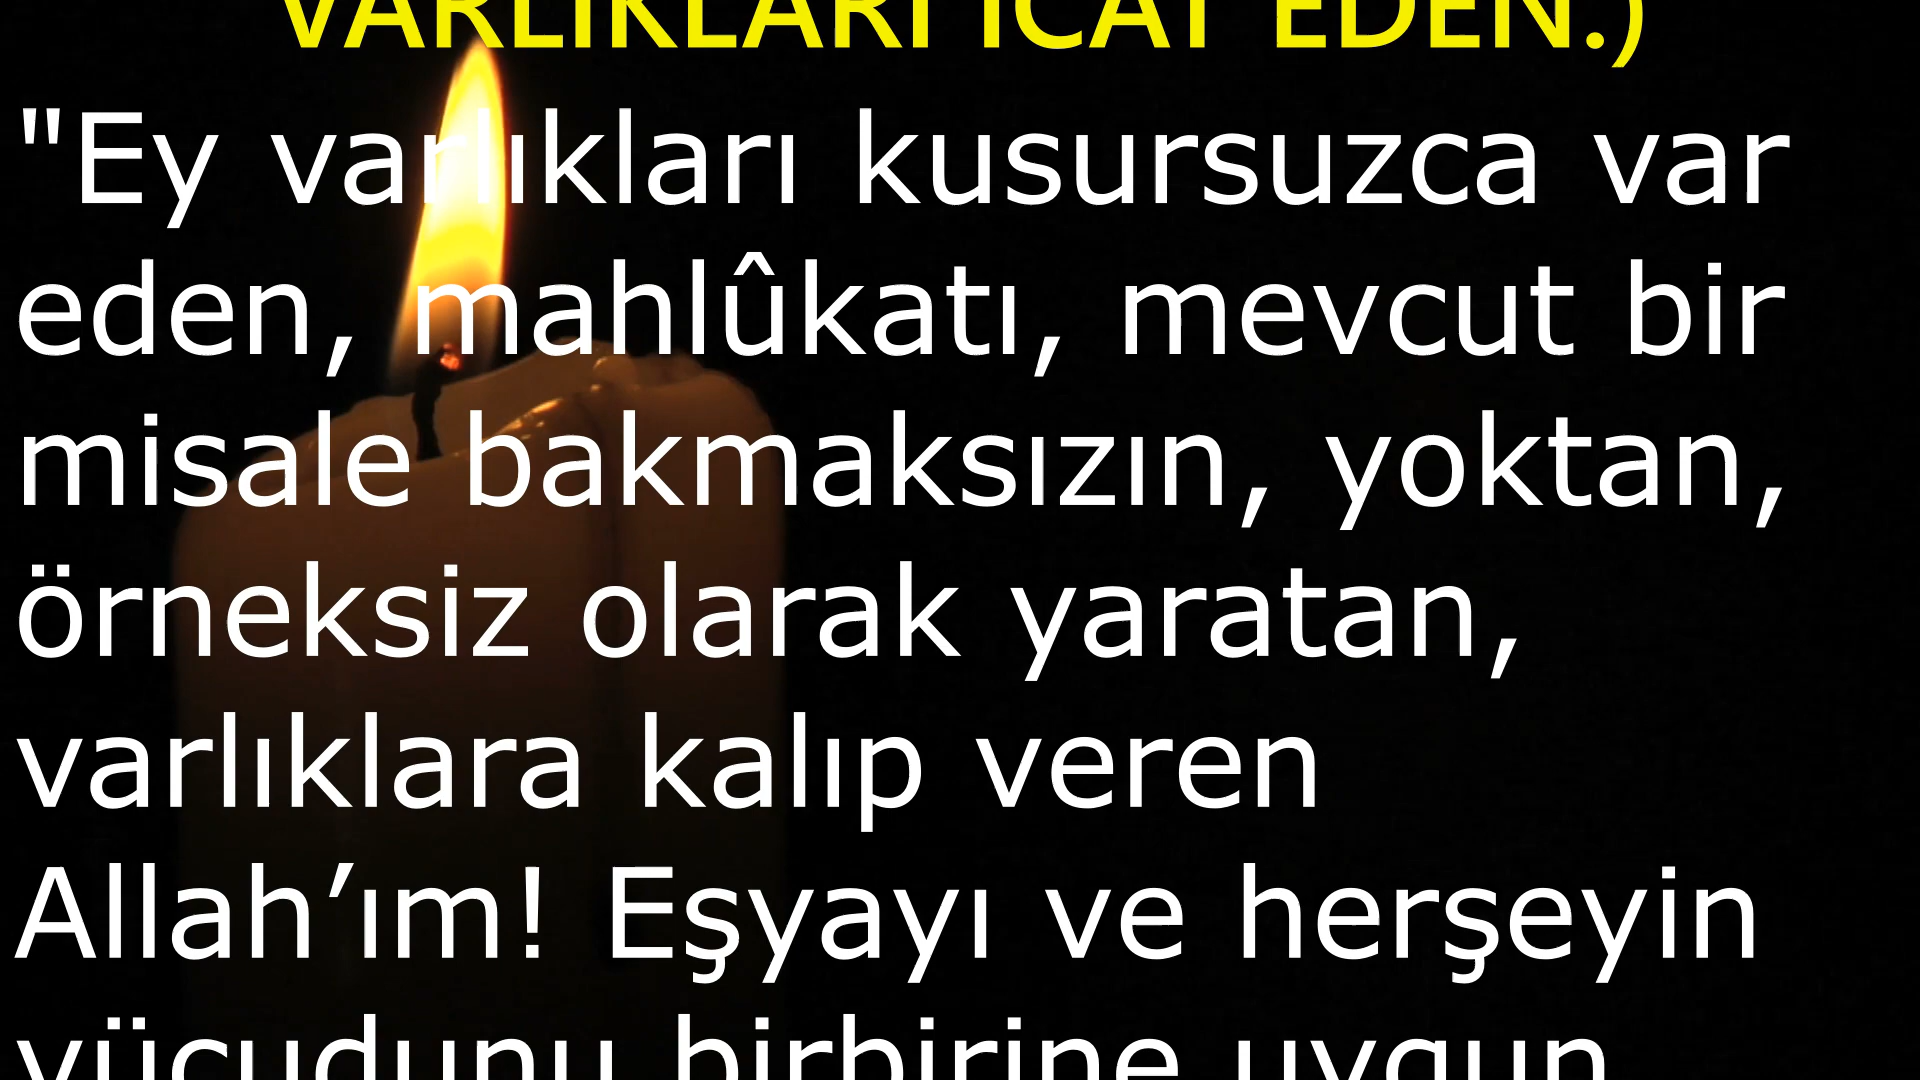 VARLIKLARI İCAT EDEN.)
"Ey varlıkları kusursuzca var
eden, mahlûkatı, mevcut bir
misale bakmaksızın, yoktan,
örneksiz olarak yaratan,
varlıklara kalıp veren
Allah’ım! Eşyayı ve herşeyin
vücudunu birbirine uygun